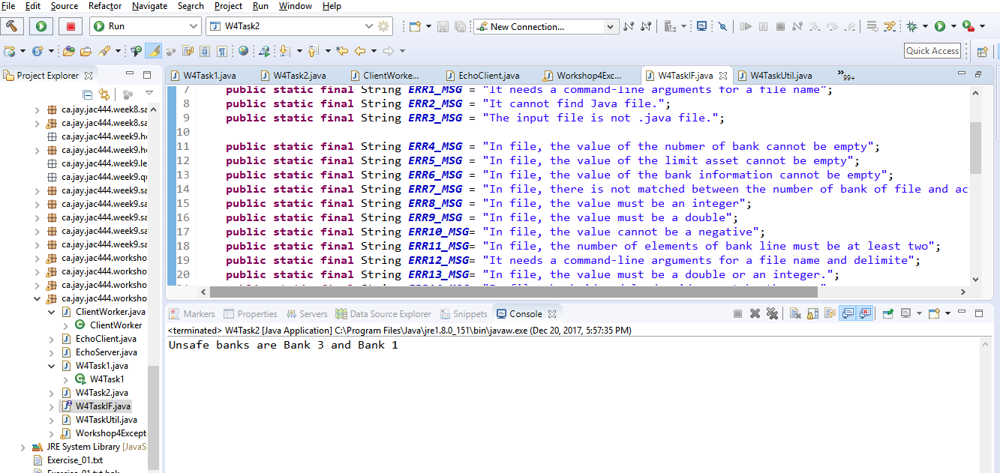 File Edit Source Refactor Navigate Search Project Run Window Help
Run W4Task2 New Connection...
Quick Access
Project Explorer
ca.jay.jac444.week8.sa
ca.jay.jac444.week8.sa
ca.jay.jac444.week9.he
ca.jay.jac444.week9.he
ca.jay.jac444.week9.le
ca.jay.jac444.week9.qu
ca.jay.jac444.week9.sa
ca.jay.jac444.week9.sa
ca.jay.jac444.week9.sa
ca.jay.jac444.week9.sa
ca.jay.jac444.week9.sa
ca.jay.jac444.worksho
ca.jay.jac444.worksho
ca.jay.jac444.worksho
ca.jay.jac444.worksho
ClientWorker.java
ClientWorker
EchoClient.java
EchoServer.java
W4Task1.java
W4Task1
W4Task2.java
W4TaskIF.java
W4TaskUtil.java
Workshop4Except
JRE System Library [JavaS
Exercise_01.txt
W4Task1.java W4Task2.java ClientWorke... EchoClient.java Workshop4Exc... W4TaskIF.java W4TaskUtil.java »99+
7 public static final String ERR1_MSG = "It needs a command-line arguments for a file name";
8 public static final String ERR2_MSG = "It cannot find Java file.";
9 public static final String ERR3_MSG = "The input file is not .java file.";
10
11 public static final String ERR4_MSG = "In file, the value of the nubmer of bank cannot be empty";
12 public static final String ERR5_MSG = "In file, the value of the limit asset cannot be empty";
13 public static final String ERR6_MSG = "In file, the value of the bank information cannot be empty";
14 public static final String ERR7_MSG = "In file, there is not matched between the number of bank of file and ac
15 public static final String ERR8_MSG = "In file, the value must be an integer";
16 public static final String ERR9_MSG = "In file, the value must be a double";
17 public static final String ERR10_MSG= "In file, the value cannot be a negative";
18 public static final String ERR11_MSG= "In file, the number of elements of bank line must be at least two";
19 public static final String ERR12_MSG= "It needs a command-line arguments for a file name and delimite";
20 public static final String ERR13_MSG= "In file, the value must be a double or an integer.";
Markers Properties Servers Data Source Explorer Snippets Console
<terminated> W4Task2 [Java Application] C:\Program Files\Java\jre1.8.0_151\bin\javaw.exe (Dec 20, 2017, 5:57:35 PM)
Unsafe banks are Bank 3 and Bank 1